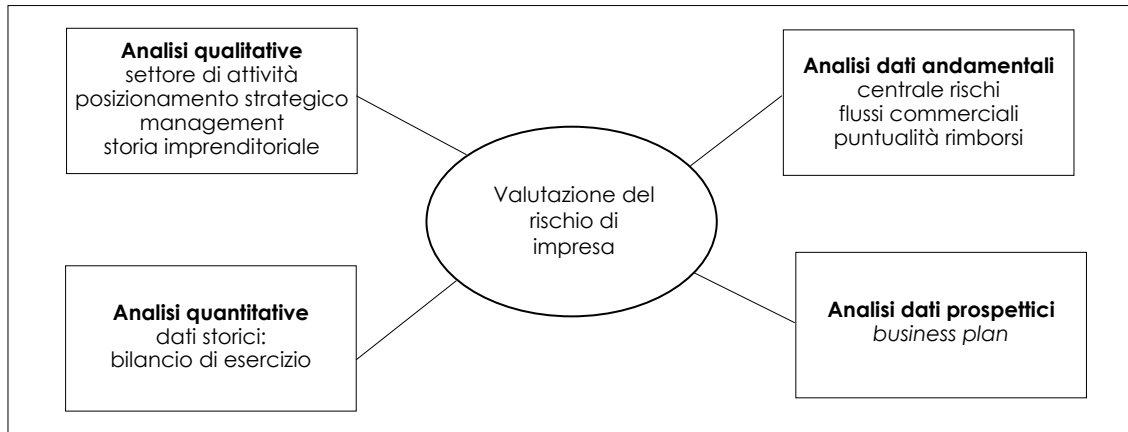 Analisi qualitative
settore di attività
posizionamento strategico
management
storia imprenditoriale
Analisi dati andamentali
centrale rischi
flussi commerciali
puntualità rimborsi
Valutazione del
rischio di
impresa
Analisi quantitative
dati storici:
bilancio di esercizio
Analisi dati prospettici
business plan